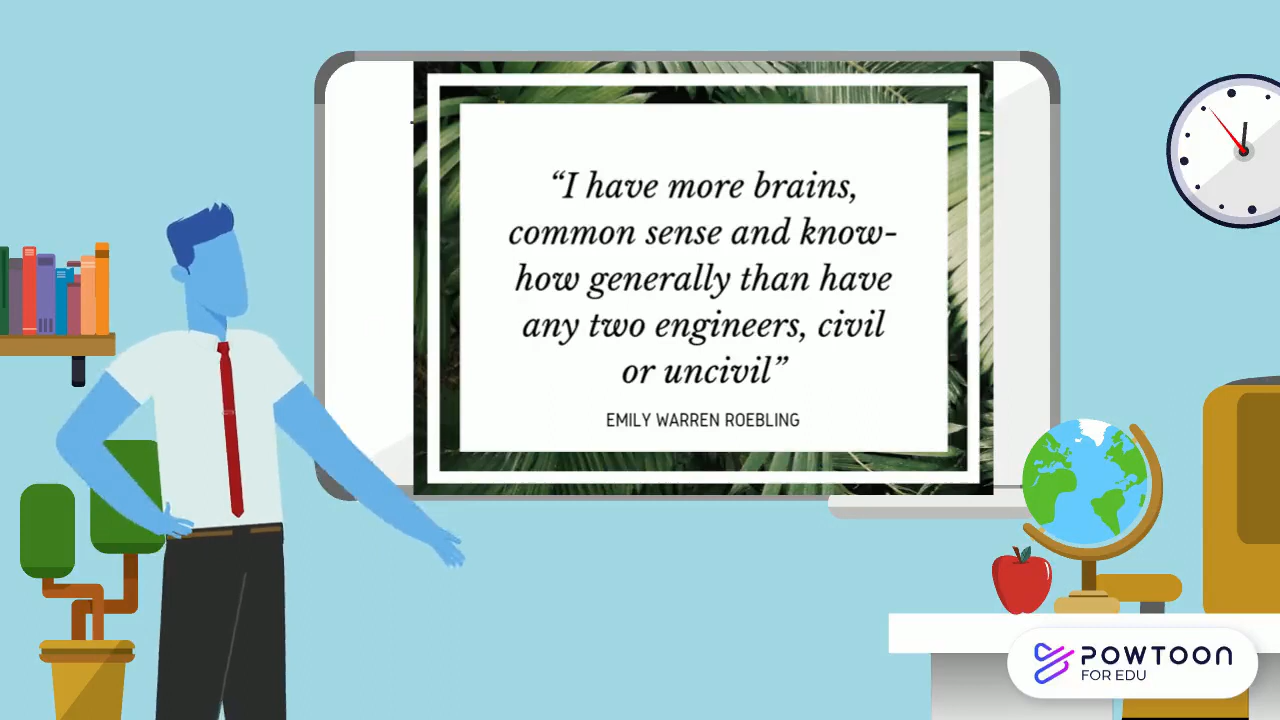 “I have more brains,
common sense and know-
how generally than have
any two engineers, civil
or uncivil”
EMILY WARREN ROEBLING
POWTOON
FOR EDU